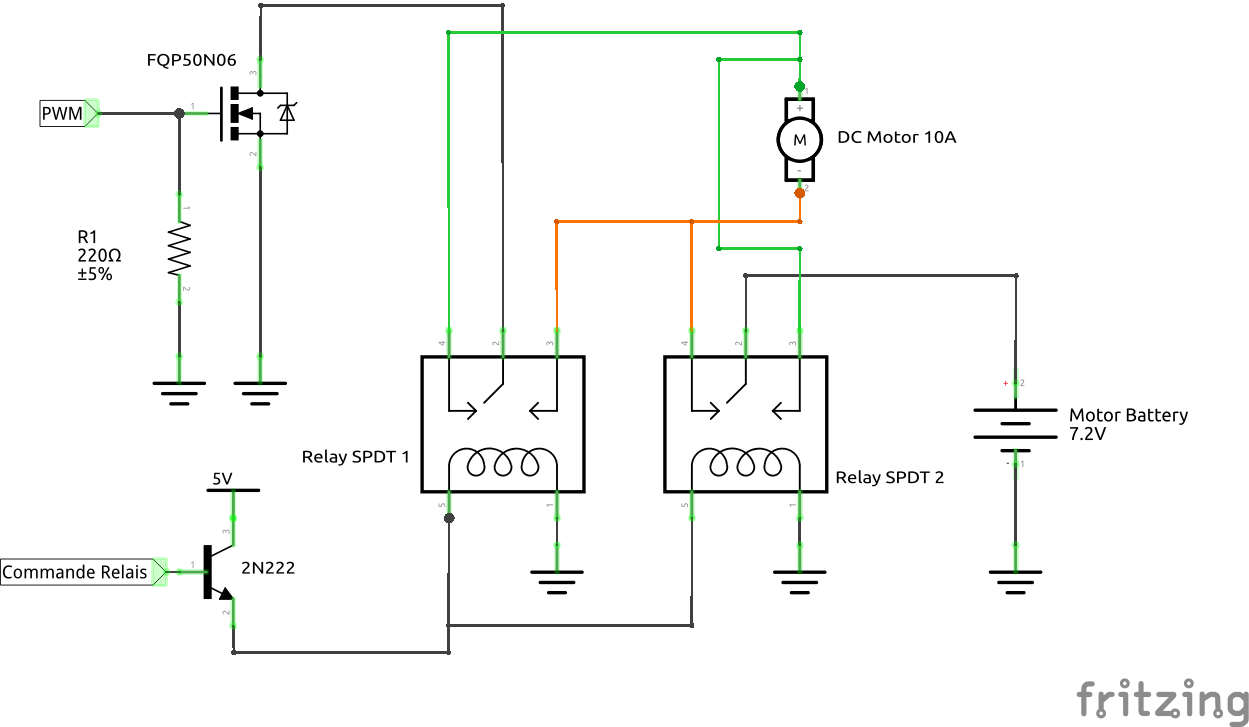 FQP50N06
3
PWM
1
2
1
R1
220Ω
±5%
2
1
+
M
DC Motor 10A
-
2
4
2
3
4
2
3
+
2
Motor Battery
7.2V
-
1
Relay SPDT 1
Relay SPDT 2
5
1
5
1
5V
3
Commande Relais
1
2N222
2
fritzing